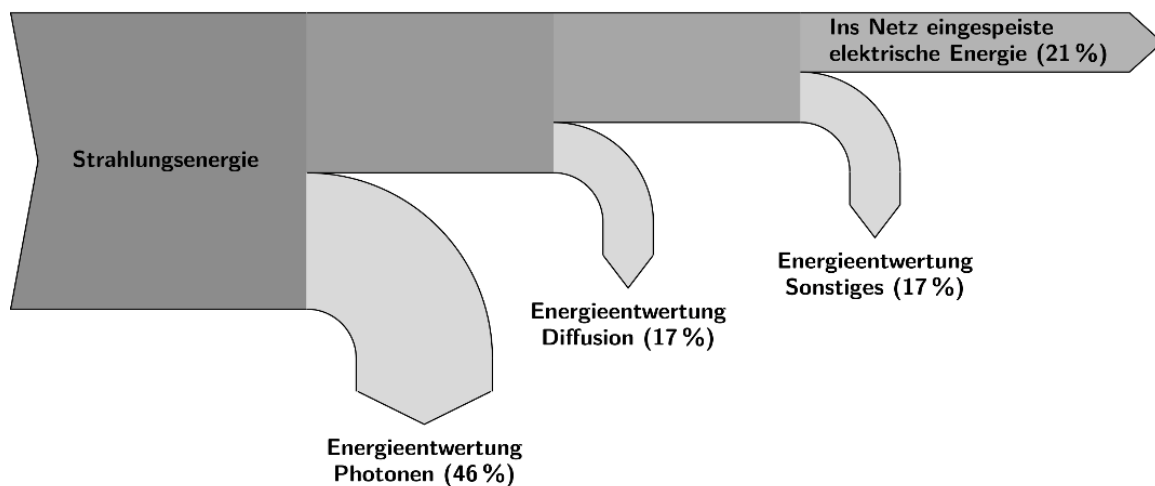 Ins Netz eingespeiste
elektrische Energie (21 %)
Strahlungsenergie
Energieentwertung
Sonstiges (17 %)
Energieentwertung
Diffusion (17 %)
Energieentwertung
Photonen (46 %)